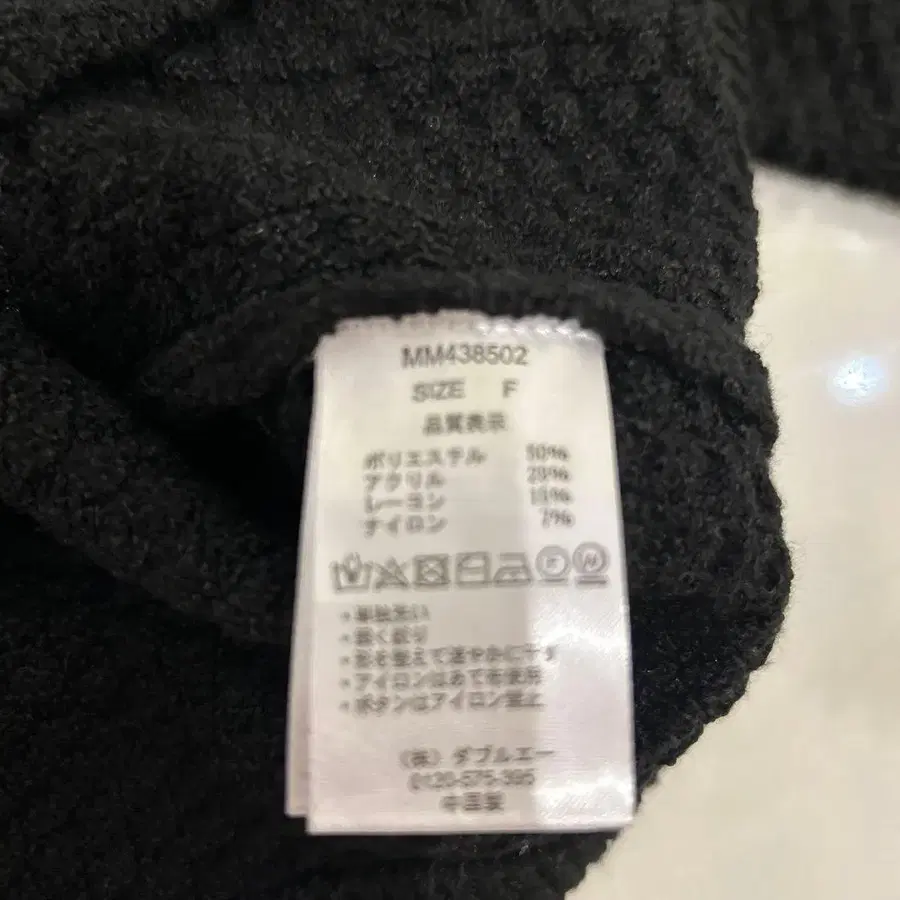 MM438502
SIZE F
品質表示
ポリエステル 50%
アクリル
レーヨン
ナイロン 7%
・単独洗い
・弱く絞り
・形を整えて速やかに干す
・アイロンはあて布使用
・ボタンはアイロン禁止
(株)ダブルエー
0120-575-395
中国製